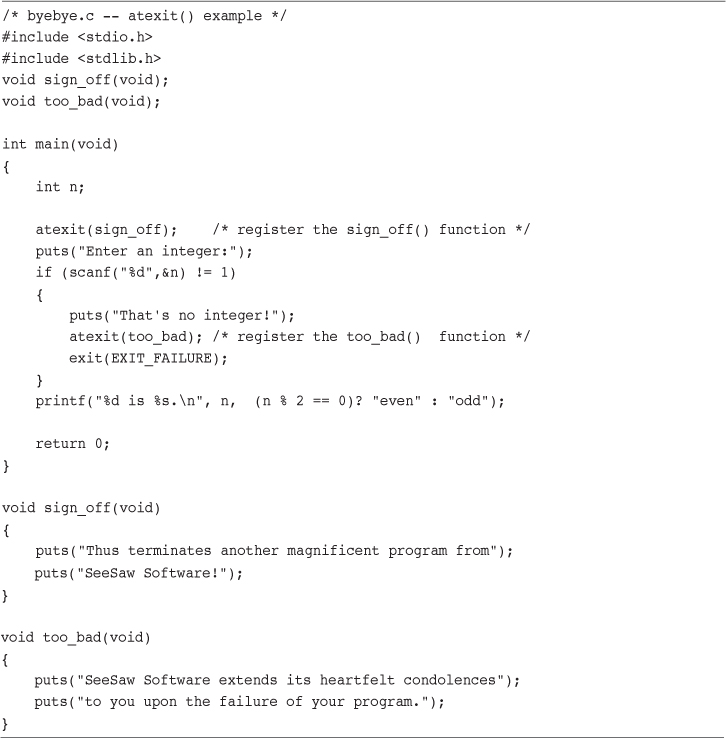 /* byebye.c -- atexit() example */
#include <stdio.h>
#include <stdlib.h>
void sign_off(void);
void too_bad(void);

int main(void)
{
    int n;

    atexit(sign_off);    /* register the sign_off() function */
    puts("Enter an integer:");
    if (scanf("%d",&n) != 1)
    {
        puts("That's no integer!");
        atexit(too_bad); /* register the too_bad()  function */
        exit(EXIT_FAILURE);
    }
    printf("%d is %s.\n", n,  (n % 2 == 0)? "even" : "odd");

    return 0;
}

void sign_off(void)
{
    puts("Thus terminates another magnificent program from");
    puts("SeeSaw Software!");
}

void too_bad(void)
{
    puts("SeeSaw Software extends its heartfelt condolences");
    puts("to you upon the failure of your program.");
}